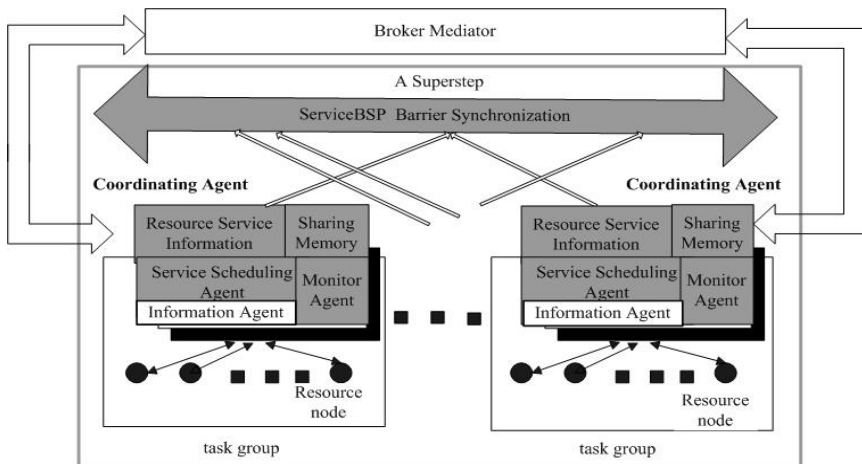 Broker Mediator
A Superstep
ServiceBSP Barrier Synchronization
Coordinating Agent
Coordinating Agent
Resource Service
Information
Sharing
Memory
Service Scheduling
Agent
Monitor
Agent
Information Agent
Resource
node
task group
Resource Service
Information
Sharing
Memory
Service Scheduling
Agent
Monitor
Agent
Information Agent
Resource
node
task group